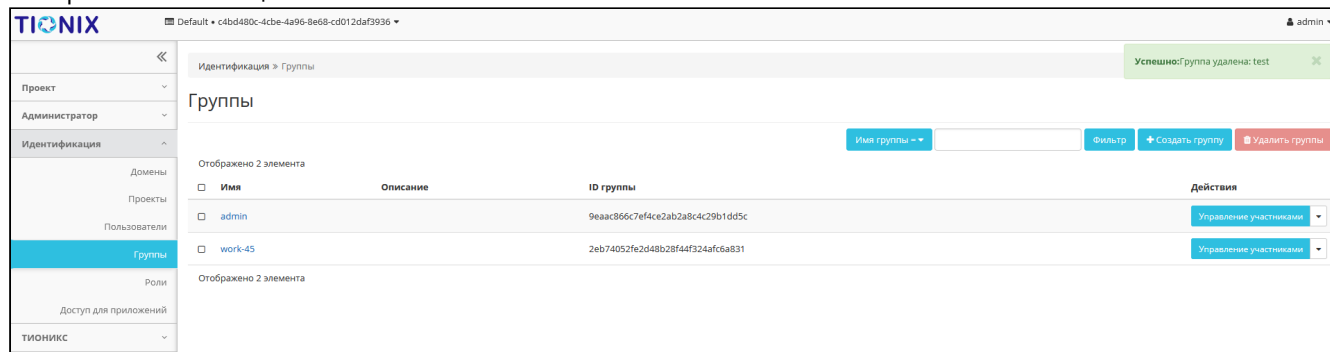 TIONIX
Default • c4bd480c-4cbe-4a96-8e68-cd012daf3936
admin
Идентификация » Группы
Успешно:Группа удалена: test
Проект
Администратор
Идентификация
Домены
Проекты
Пользователи
Группы
Роли
Доступ для приложений
ТИОНИКС
Группы
Имя группы =
Фильтр
Создать группу
Удалить группы
Отображено 2 элемента
Имя Описание ID группы Действия
admin 9eaac866c7ef4ce2ab2a8c4c29b1dd5c Управление участниками
work-45 2eb74052fe2d48b28f44f324afc6a831 Управление участниками
Отображено 2 элемента